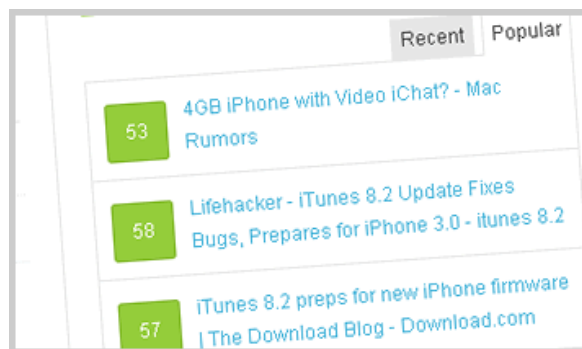 Recent Popular
53
4GB iPhone with Video iChat? - Mac
Rumors
58
Lifehacker - iTunes 8.2 Update Fixes
Bugs, Prepares for iPhone 3.0 - itunes 8.2
57
iTunes 8.2 preps for new iPhone firmware
| The Download Blog - Download.com